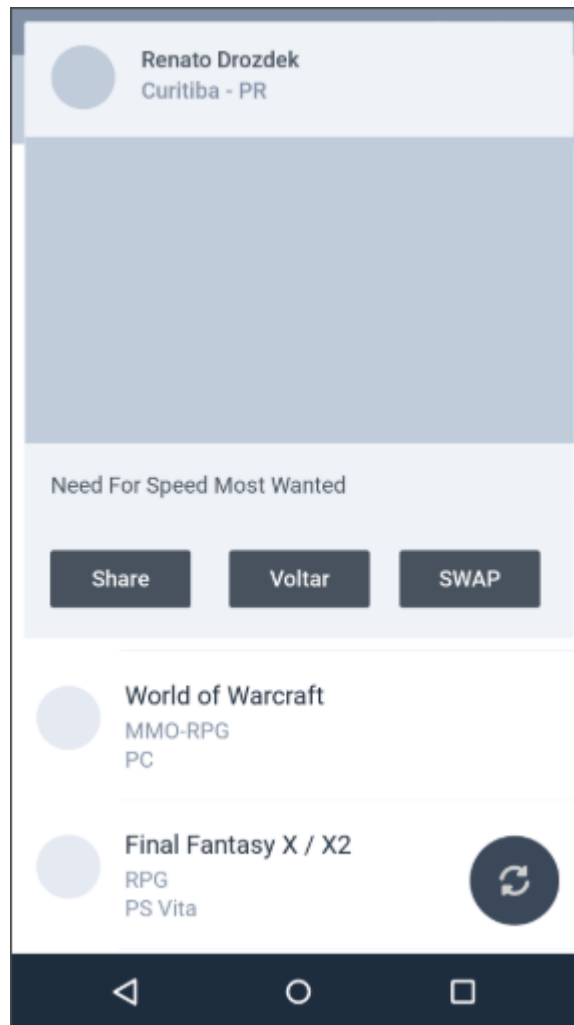 Renato Drozdek
Curitiba - PR
Need For Speed Most Wanted
Share
Voltar
SWAP
World of Warcraft
MMO-RPG
PC
Final Fantasy X / X2
RPG
PS Vita